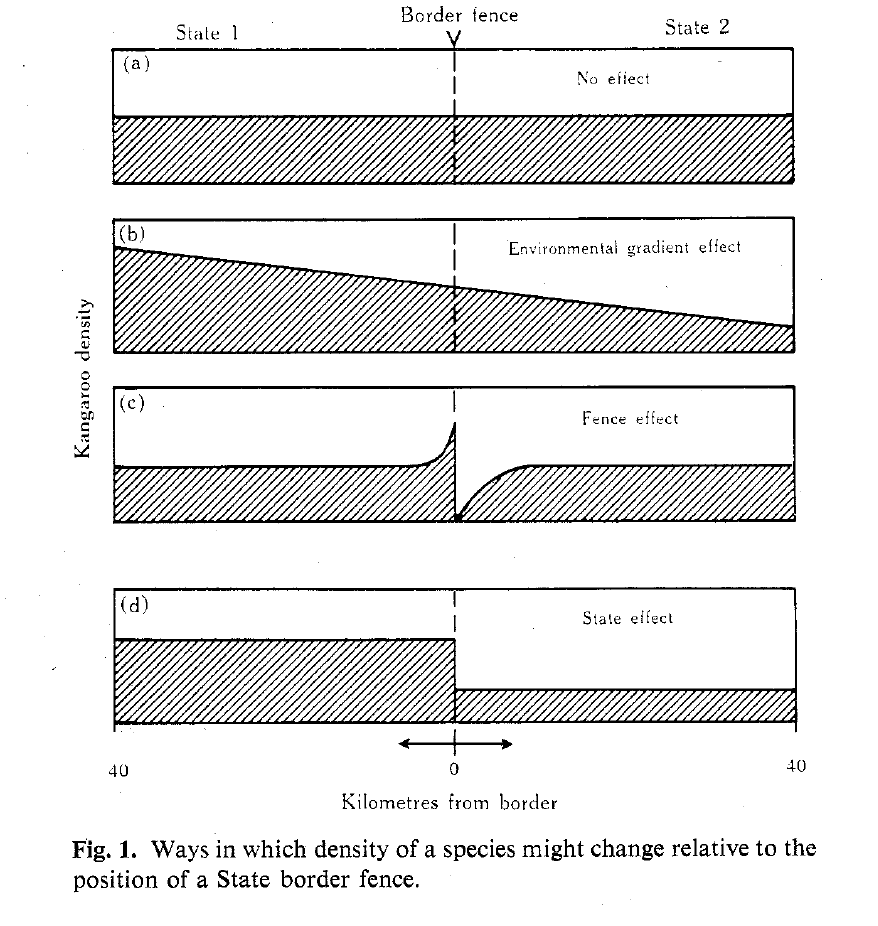 State 1
Border fence
State 2
(a)
No effect
(b)
Environmental gradient effect
(c)
Fence effect
(d)
State effect
Kangaroo density
40
0
40
Kilometres from border
Fig. 1. Ways in which density of a species might change relative to the
position of a State border fence.